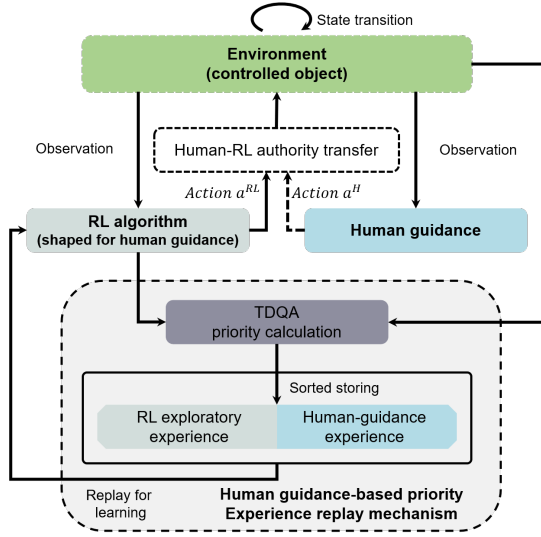 State transition
Environment
(controlled object)
Observation
Human-RL authority transfer
Observation
Action a^RL
Action a^H
RL algorithm
(shaped for human guidance)
Human guidance
TDQA
priority calculation
Sorted storing
RL exploratory
experience
Human-guidance
experience
Replay for
learning
Human guidance-based priority
Experience replay mechanism